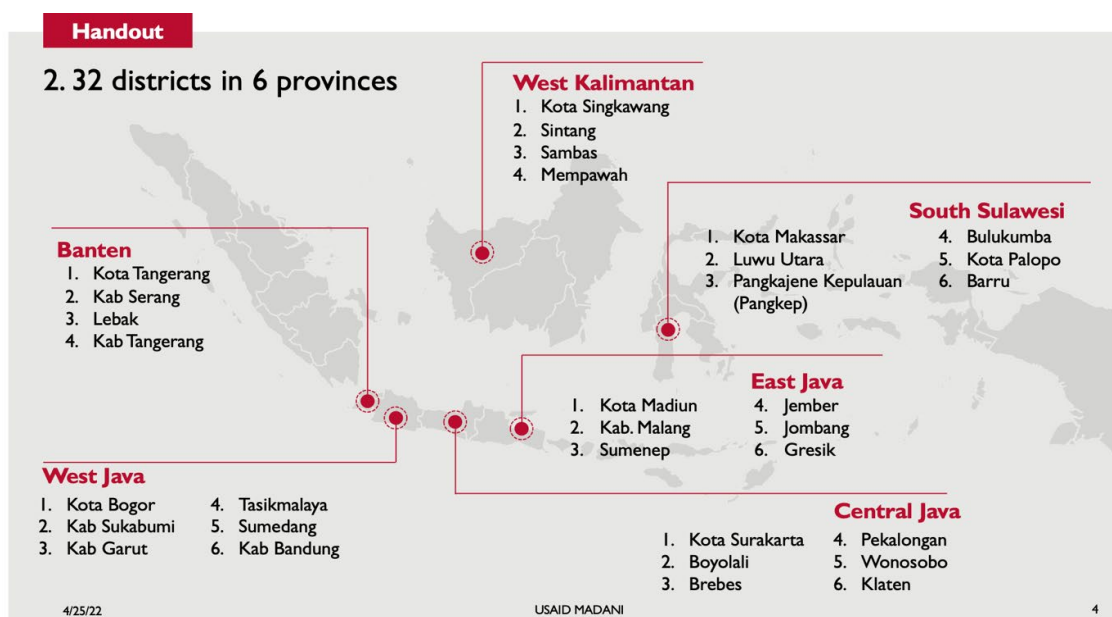 Handout
2. 32 districts in 6 provinces
West Kalimantan
1. Kota Singkawang
2. Sintang
3. Sambas
4. Mempawah
South Sulawesi
1. Kota Makassar
2. Luwu Utara
3. Pangkajene Kepulauan
(Pangkep)
4. Bulukumba
5. Kota Palopo
6. Barru
Banten
1. Kota Tangerang
2. Kab Serang
3. Lebak
4. Kab Tangerang
East Java
1. Kota Madiun
2. Kab. Malang
3. Sumenep
4. Jember
5. Jombang
6. Gresik
West Java
1. Kota Bogor
2. Kab Sukabumi
3. Kab Garut
4. Tasikmalaya
5. Sumedang
6. Kab Bandung
Central Java
1. Kota Surakarta
2. Boyolali
3. Brebes
4. Pekalongan
5. Wonosobo
6. Klaten
4/25/22
USAID MADANI
4